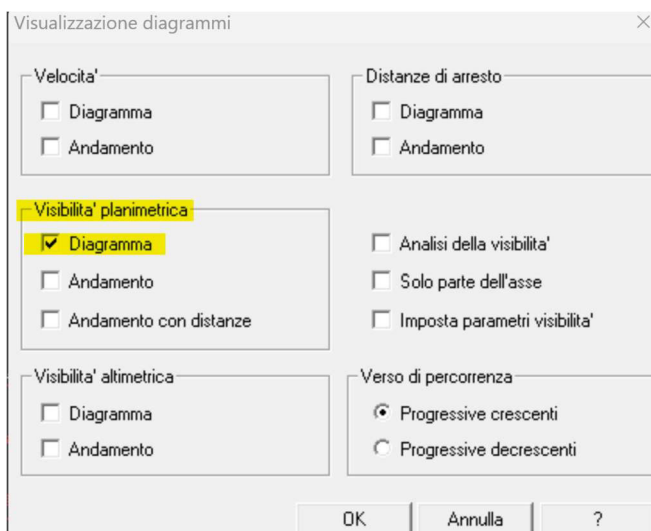 Visualizzazione diagrammi
Velocita'
Diagramma
Andamento
Distanze di arresto
Diagramma
Andamento
Visibilita' planimetrica
Diagramma
Andamento
Andamento con distanze
Analisi della visibilita'
Solo parte dell'asse
Imposta parametri visibilita'
Visibilita' altimetrica
Diagramma
Andamento
Verso di percorrenza
Progressive crescenti
Progressive decrescenti
OK
Annulla
?